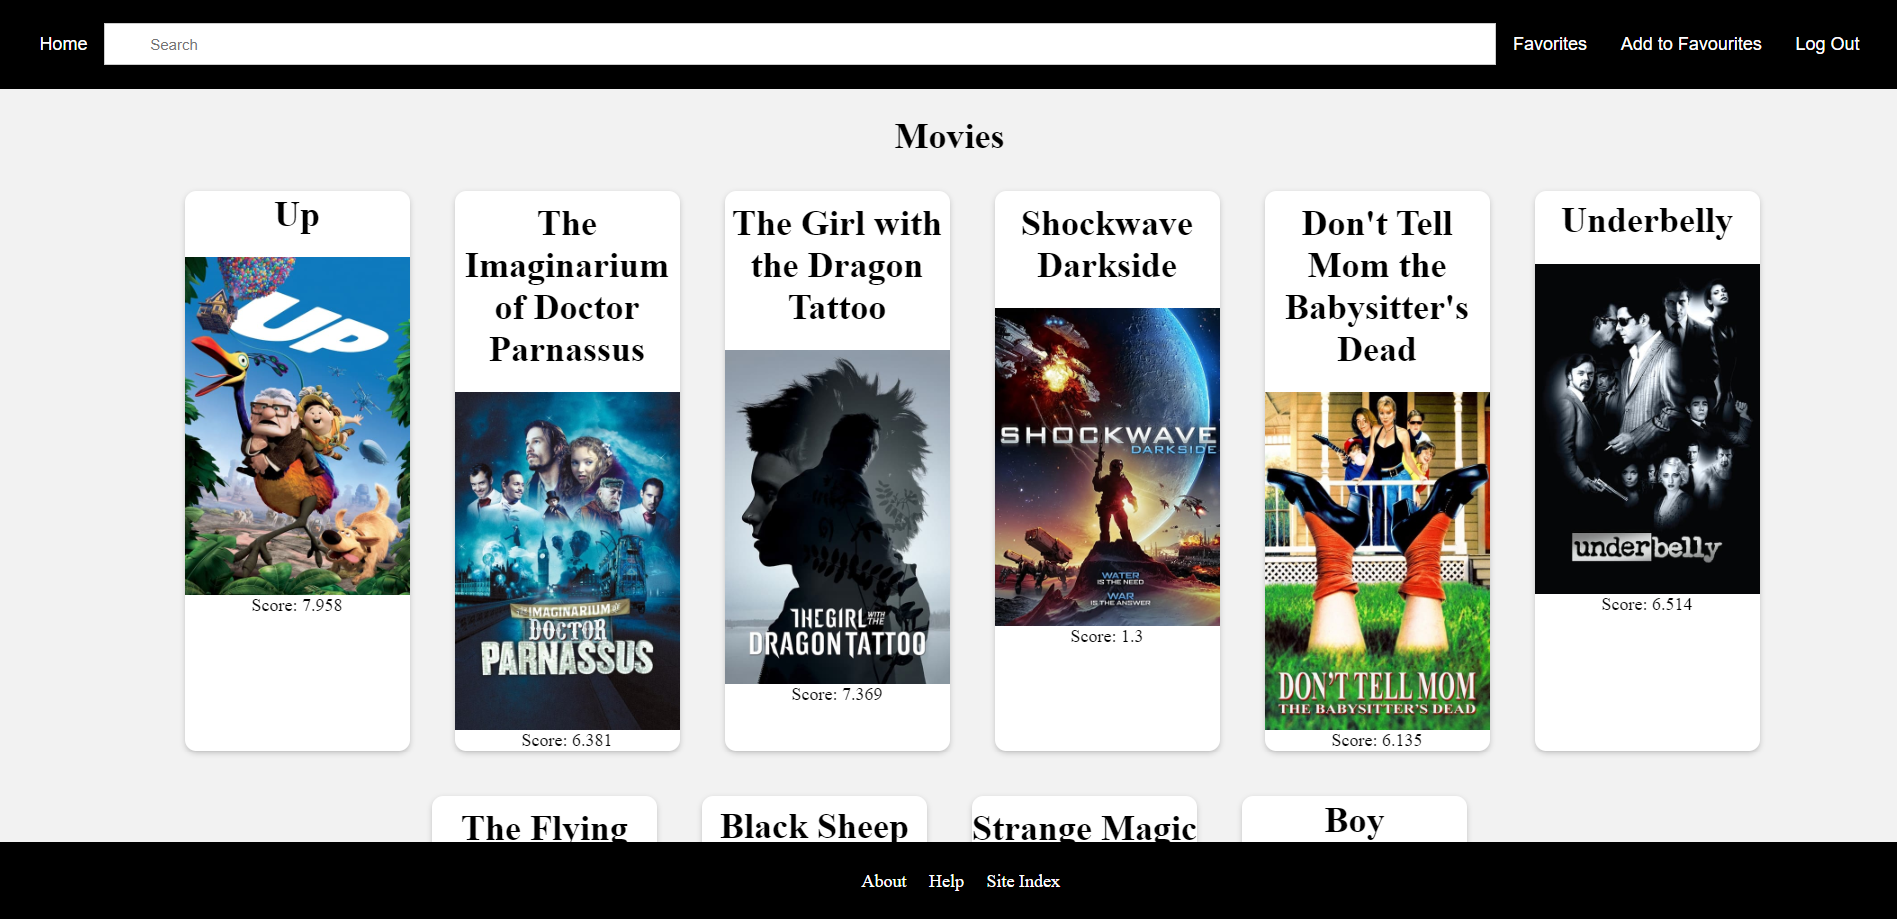 Home
Search
Favorites
Add to Favourites
Log Out
Movies
Up
UP
Score: 7.958
The
Imaginarium
of Doctor
Parnassus
IMAGINARIUM OF
DOCTOR
PARNASSUS
Score: 6.381
The Girl with
the Dragon
Tattoo
THE GIRL WITH THE
DRAGON TATTOO
Score: 7.369
Shockwave
Darkside
SHOCKWAVE
DARKSIDE
WATER
IS THE NEED
WAR
IS THE ANSWER
Score: 1.3
Don't Tell
Mom the
Babysitter's
Dead
DON'T TELL MOM
THE BABYSITTER'S DEAD
Score: 6.135
Underbelly
underbelly
Score: 6.514
The Flying
Black Sheep
Strange Magic
Boy
About
Help
Site Index